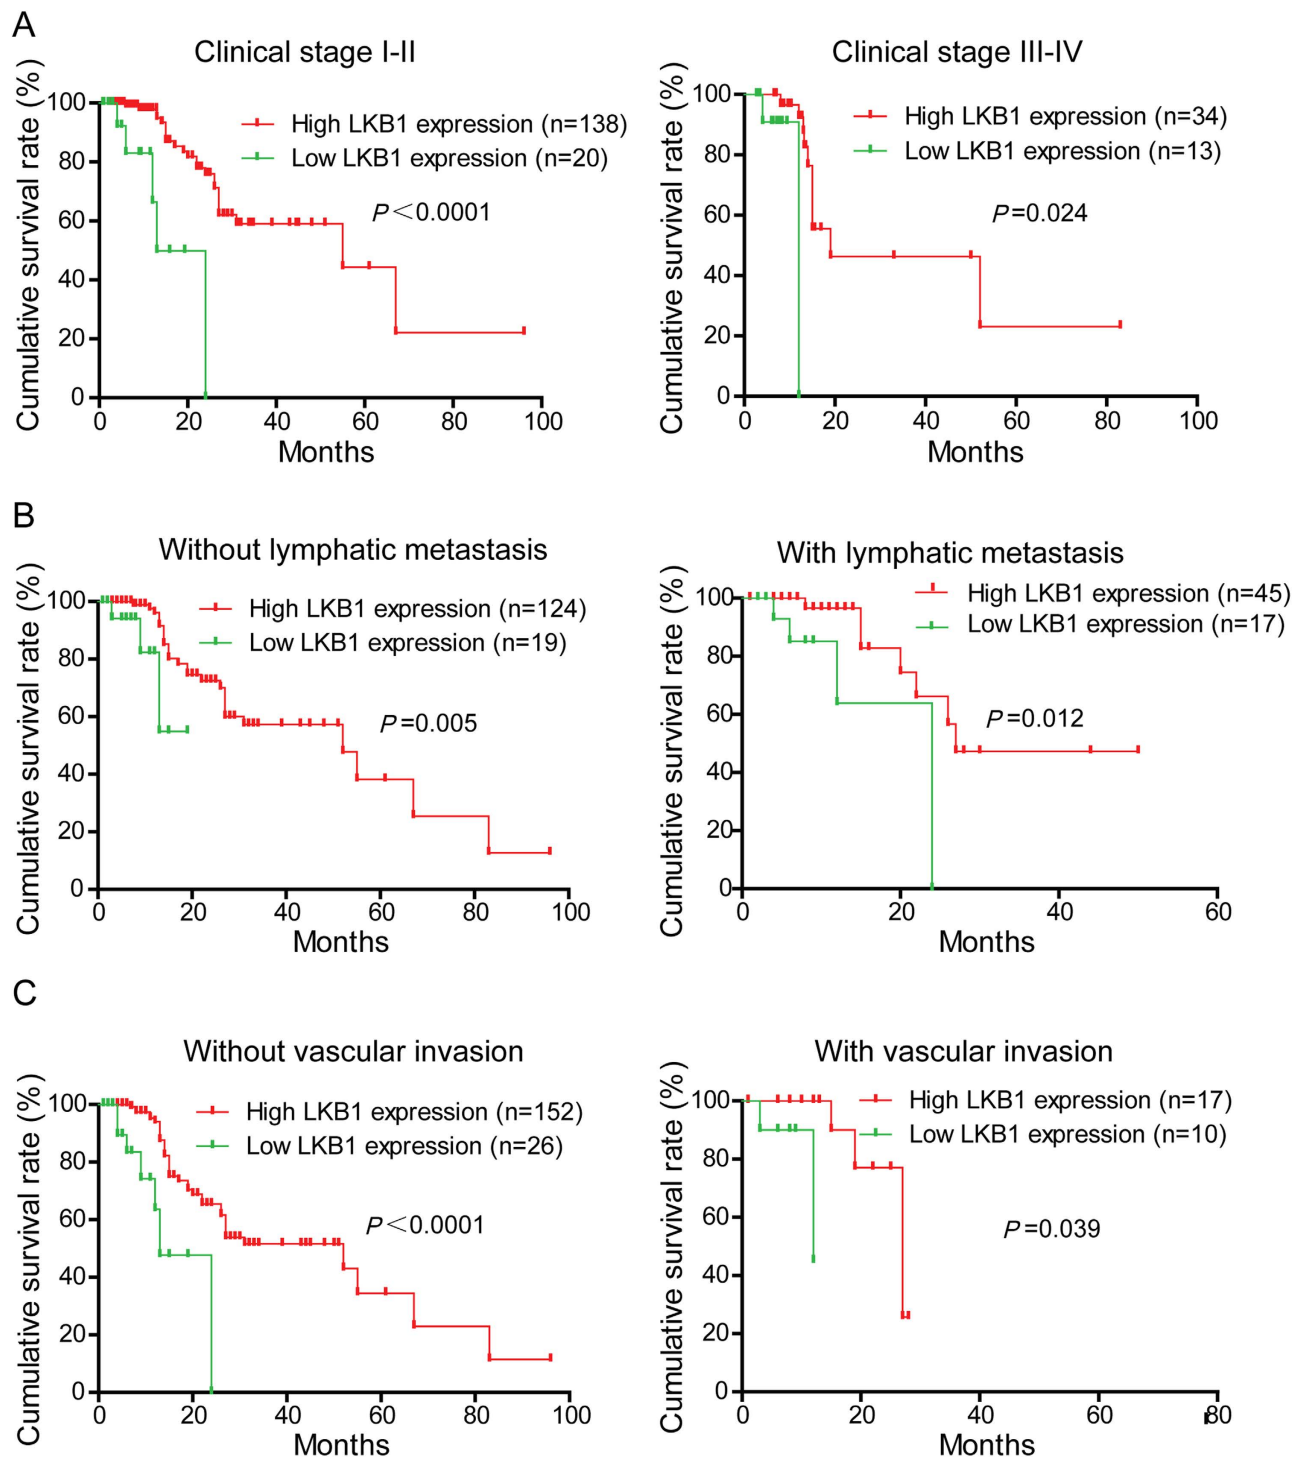 A
Clinical stage I-II
Cumulative survival rate (%)
100
80
60
40
20
0
High LKB1 expression (n=138)
Low LKB1 expression (n=20)
P<0.0001
0 20 40 60 80 100
Months
Clinical stage III-IV
Cumulative survival rate (%)
100
80
60
40
20
0
High LKB1 expression (n=34)
Low LKB1 expression (n=13)
P=0.024
0 20 40 60 80 100
Months
B
Without lymphatic metastasis
Cumulative survival rate (%)
100
80
60
40
20
0
High LKB1 expression (n=124)
Low LKB1 expression (n=19)
P=0.005
0 20 40 60 80 100
Months
With lymphatic metastasis
Cumulative survival rate (%)
100
80
60
40
20
0
High LKB1 expression (n=45)
Low LKB1 expression (n=17)
P=0.012
0 20 40 60
Months
C
Without vascular invasion
Cumulative survival rate (%)
100
80
60
40
20
0
High LKB1 expression (n=152)
Low LKB1 expression (n=26)
P<0.0001
0 20 40 60 80 100
Months
With vascular invasion
Cumulative survival rate (%)
100
80
60
40
20
0
High LKB1 expression (n=17)
Low LKB1 expression (n=10)
P=0.039
0 20 40 60 80
Months